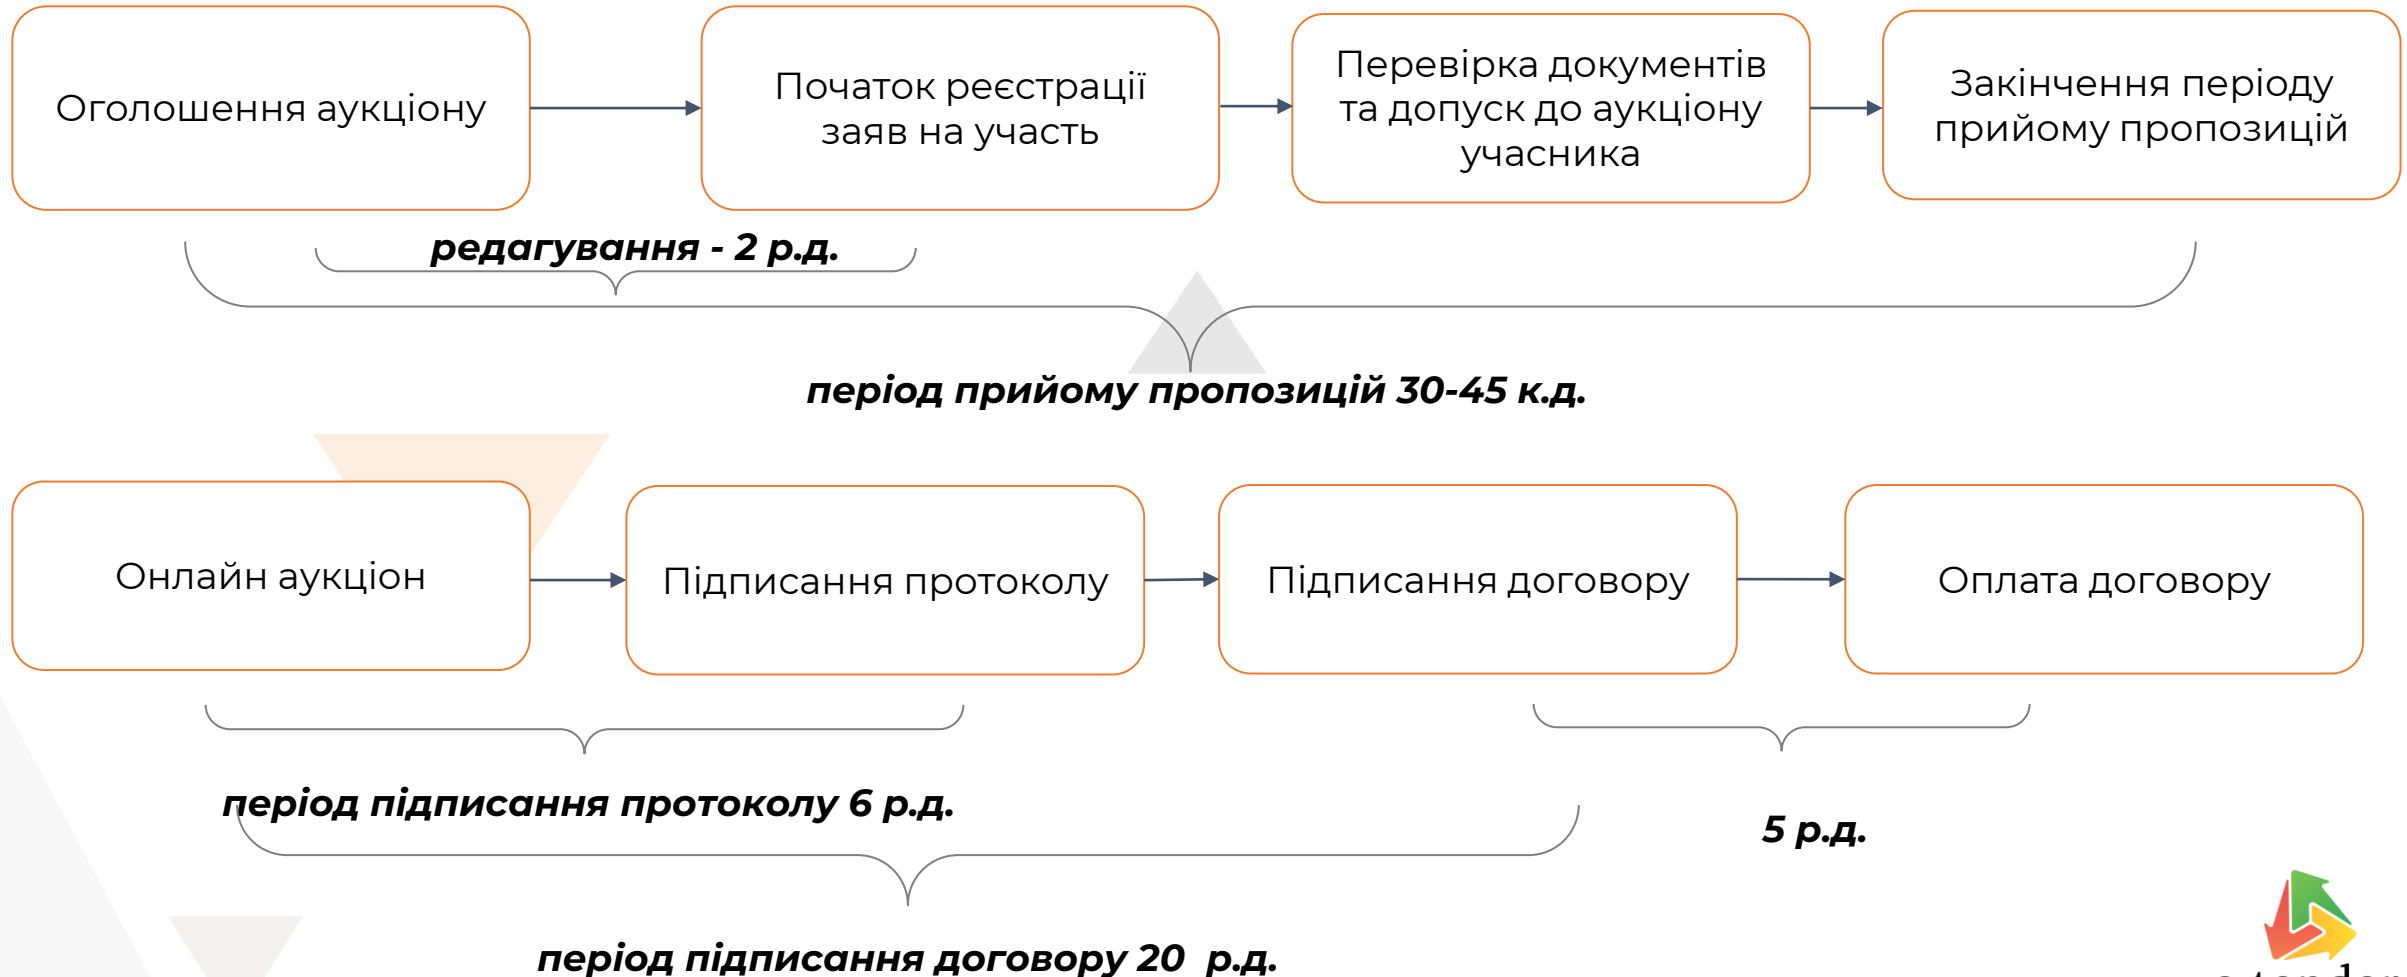 Оголошення аукціону
Початок реєстрації
заяв на участь
Перевірка документів
та допуск до аукціону
учасника
Закінчення періоду
прийому пропозицій
редагування - 2 р.д.
період прийому пропозицій 30-45 к.д.
Онлайн аукціон
Підписання протоколу
Підписання договору
Оплата договору
період підписання протоколу 6 р.д.
5 р.д.
період підписання договору 20 р.д.